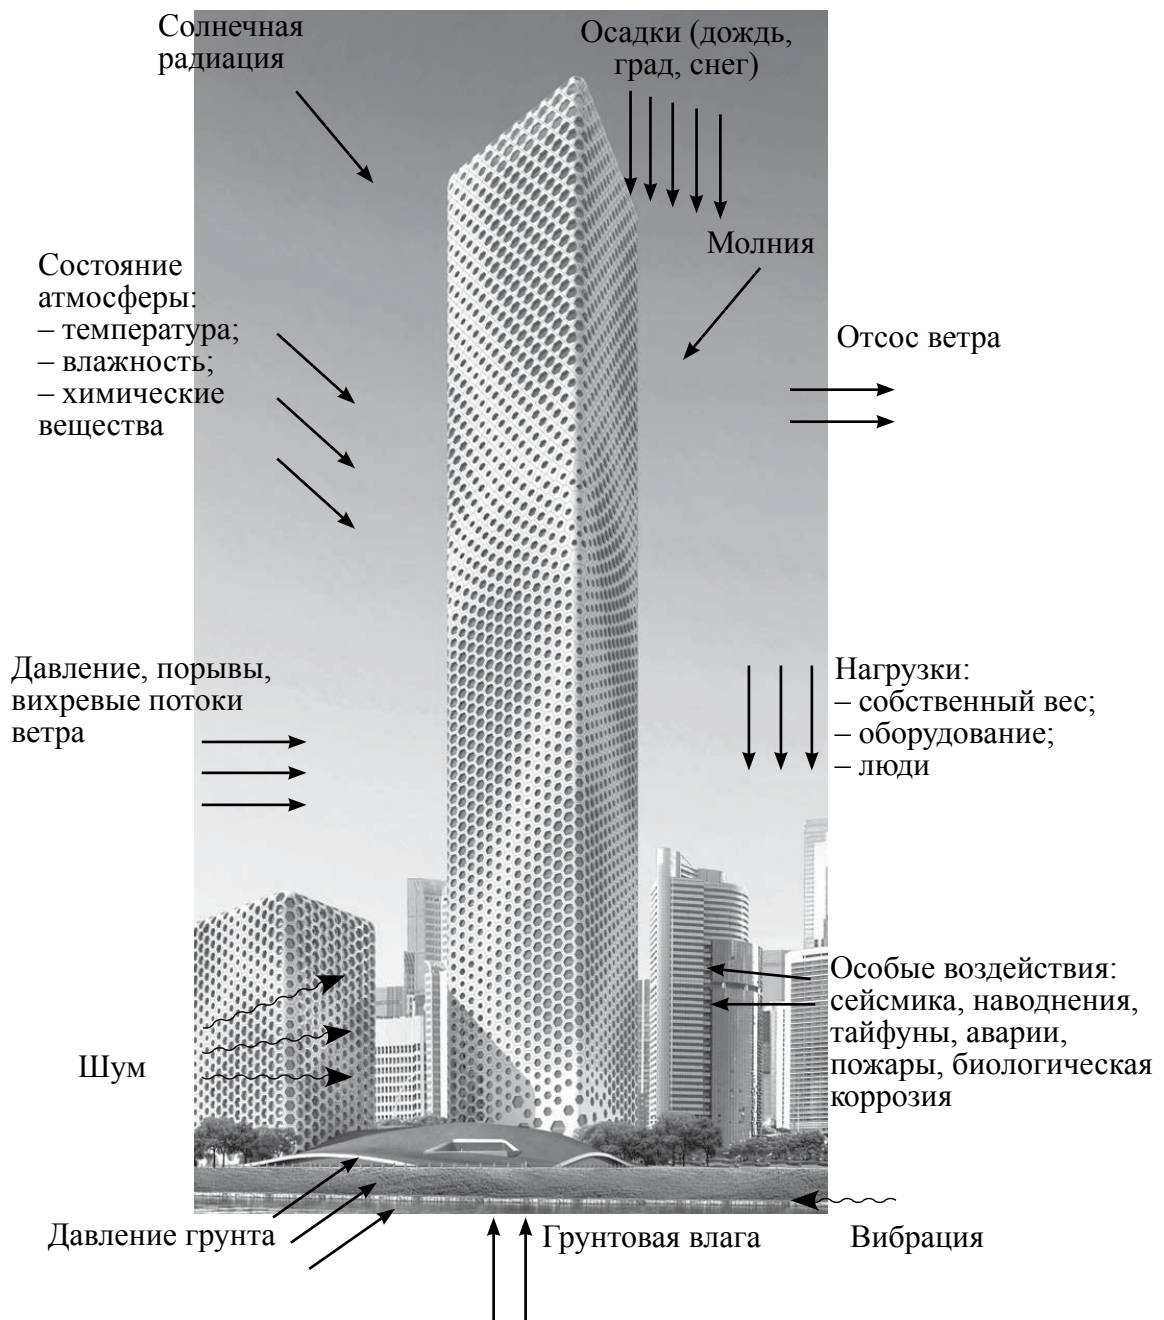 Солнечная
радиация
Осадки (дождь,
град, снег)
Молния
Состояние
атмосферы:
– температура;
– влажность;
– химические
вещества
Отсос ветра
Давление, порывы,
вихревые потоки
ветра
Нагрузки:
– собственный вес;
– оборудование;
– люди
Особые воздействия:
сейсмика, наводнения,
тайфуны, аварии,
пожары, биологическая
коррозия
Шум
Давление грунта
Грунтовая влага
Вибрация